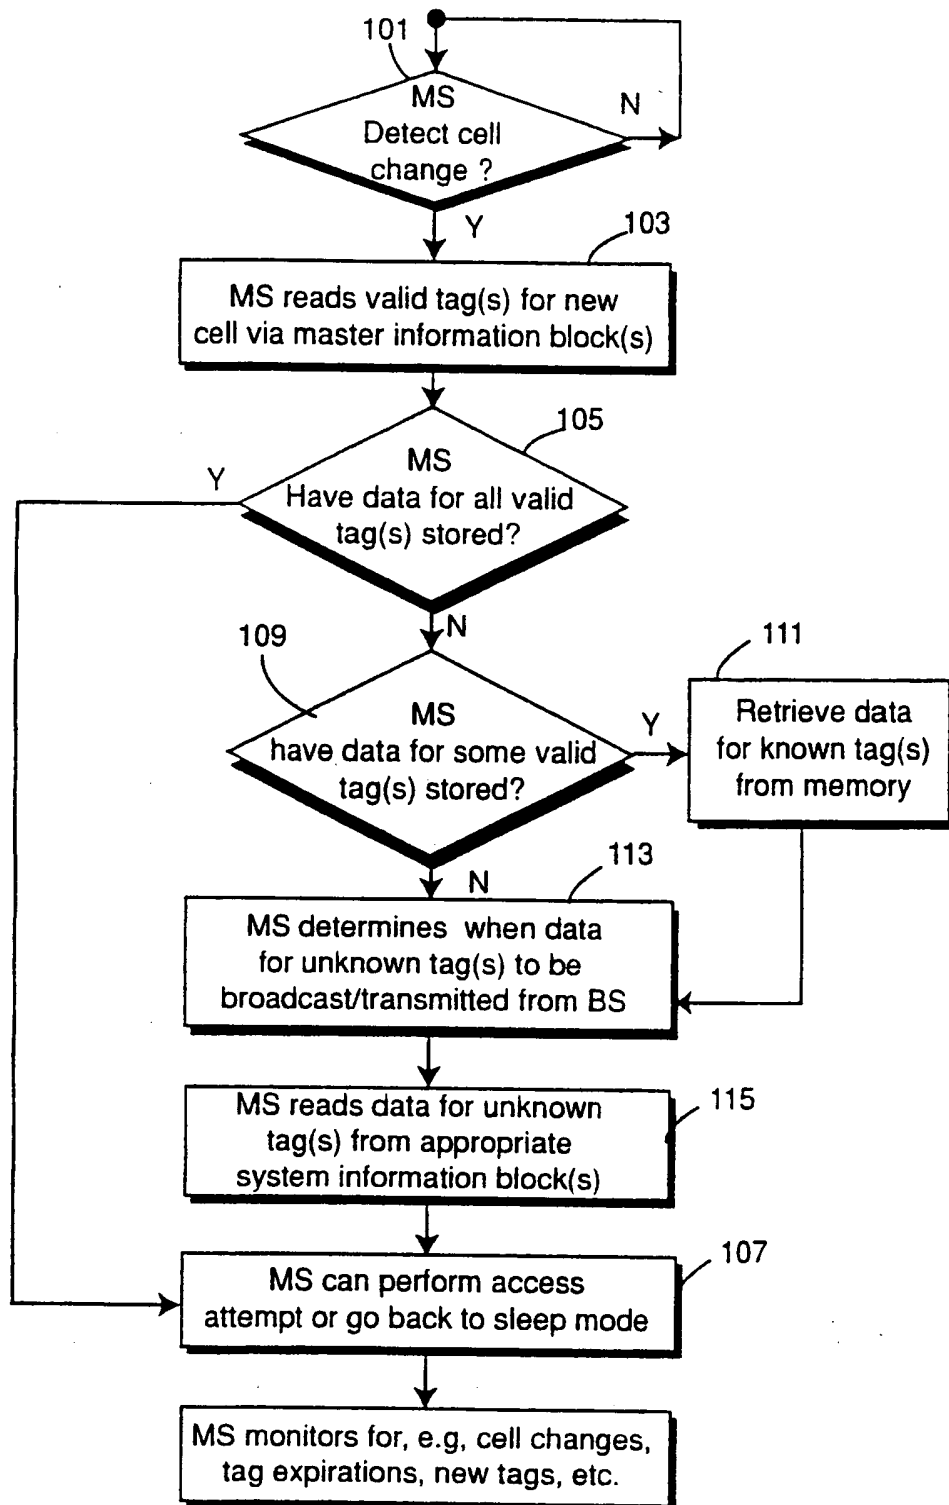 101
MS
Detect cell
change ?
N
Y
103
MS reads valid tag(s) for new
cell via master information block(s)
105
Y
MS
Have data for all valid
tag(s) stored?
N
109
111
MS
have data for some valid
tag(s) stored?
Y
Retrieve data
for known tag(s)
from memory
N
113
MS determines when data
for unknown tag(s) to be
broadcast/transmitted from BS
115
MS reads data for unknown
tag(s) from appropriate
system information block(s)
107
MS can perform access
attempt or go back to sleep mode
MS monitors for, e.g, cell changes,
tag expirations, new tags, etc.